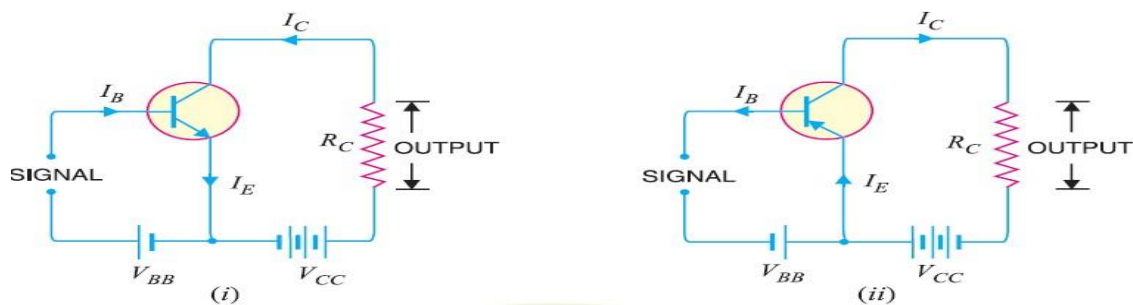 I_C
I_B
R_C
OUTPUT
SIGNAL
I_E
V_BB
V_CC
(i)
I_C
I_B
R_C
OUTPUT
SIGNAL
I_E
V_BB
V_CC
(ii)